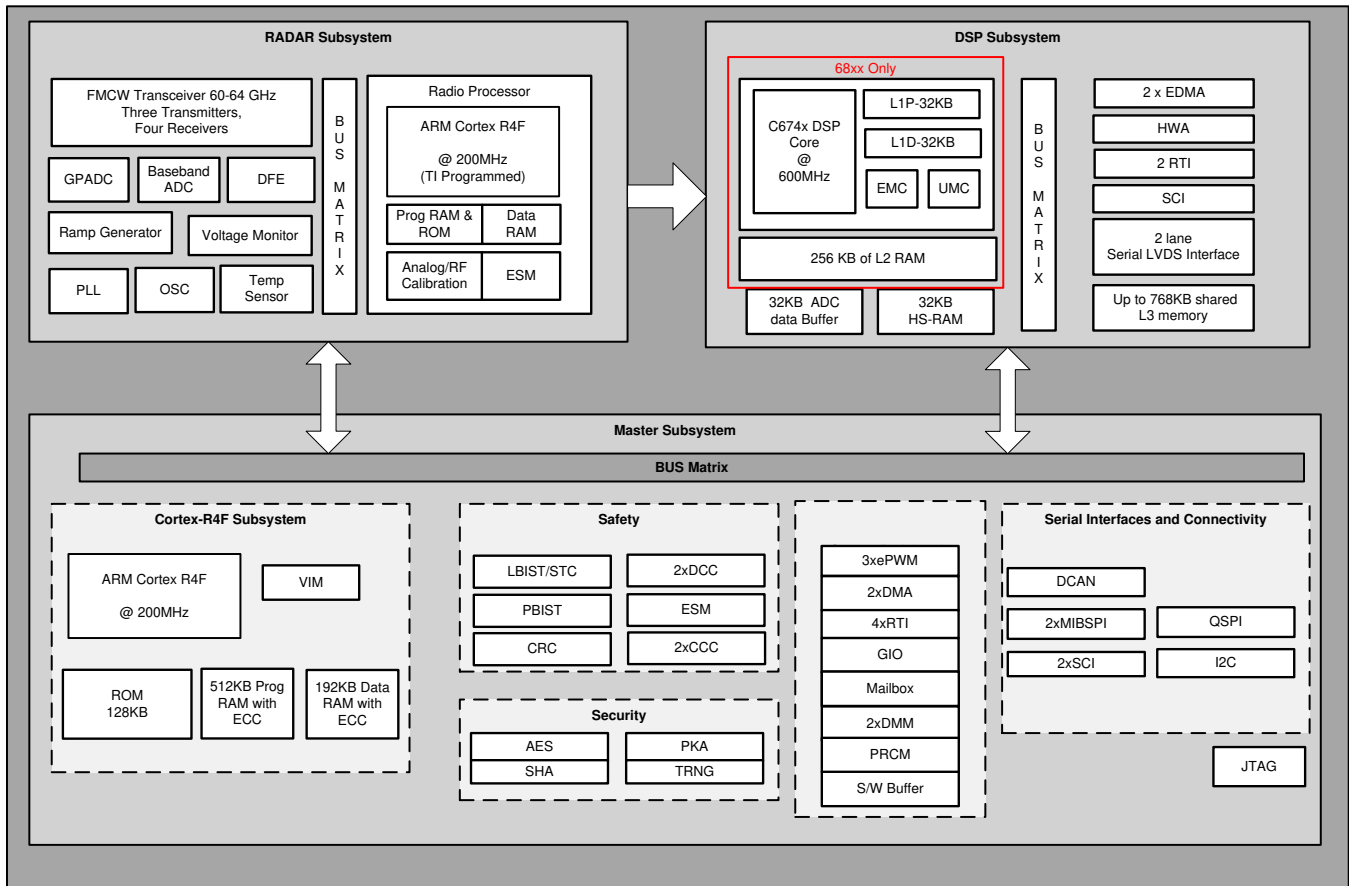 RADAR Subsystem
FMCW Transceiver 60-64 GHz
Three Transmitters,
Four Receivers
GPADC
Baseband
ADC
DFE
Ramp Generator
Voltage Monitor
PLL
OSC
Temp
Sensor
BUS MATRIX
Radio Processor
ARM Cortex R4F
@ 200MHz
(TI Programmed)
Prog RAM &
ROM
Data
RAM
Analog/RF
Calibration
ESM
DSP Subsystem
68xx Only
C674x DSP
Core
@
600MHz
L1P-32KB
L1D-32KB
EMC
UMC
256 KB of L2 RAM
32KB ADC
data Buffer
32KB
HS-RAM
BUS MATRIX
2 x EDMA
HWA
2 RTI
SCI
2 lane
Serial LVDS Interface
Up to 768KB shared
L3 memory
Master Subsystem
BUS Matrix
Cortex-R4F Subsystem
ARM Cortex R4F
@ 200MHz
VIM
ROM
128KB
512KB Prog
RAM with
ECC
192KB Data
RAM with
ECC
Safety
LBIST/STC
2xDCC
PBIST
ESM
CRC
2xCCC
Security
AES
PKA
SHA
TRNG
3xePWM
2xDMA
4xRTI
GIO
Mailbox
2xDMM
PRCM
S/W Buffer
Serial Interfaces and Connectivity
DCAN
2xMIBSPI
QSPI
2xSCI
I2C
JTAG